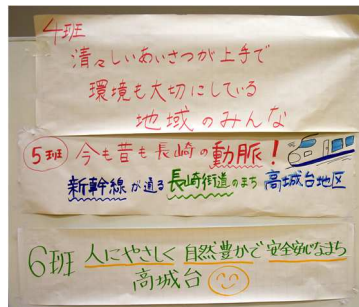 4班
清々しいあいさつが上手で
環境も大切にしている
地域のみんな
5班 今も昔も長崎の動脈!
新幹線が通る長崎街道のまち 高城台地区
6班 人にやさしく 自然豊かで 安全安心なまち
高城台